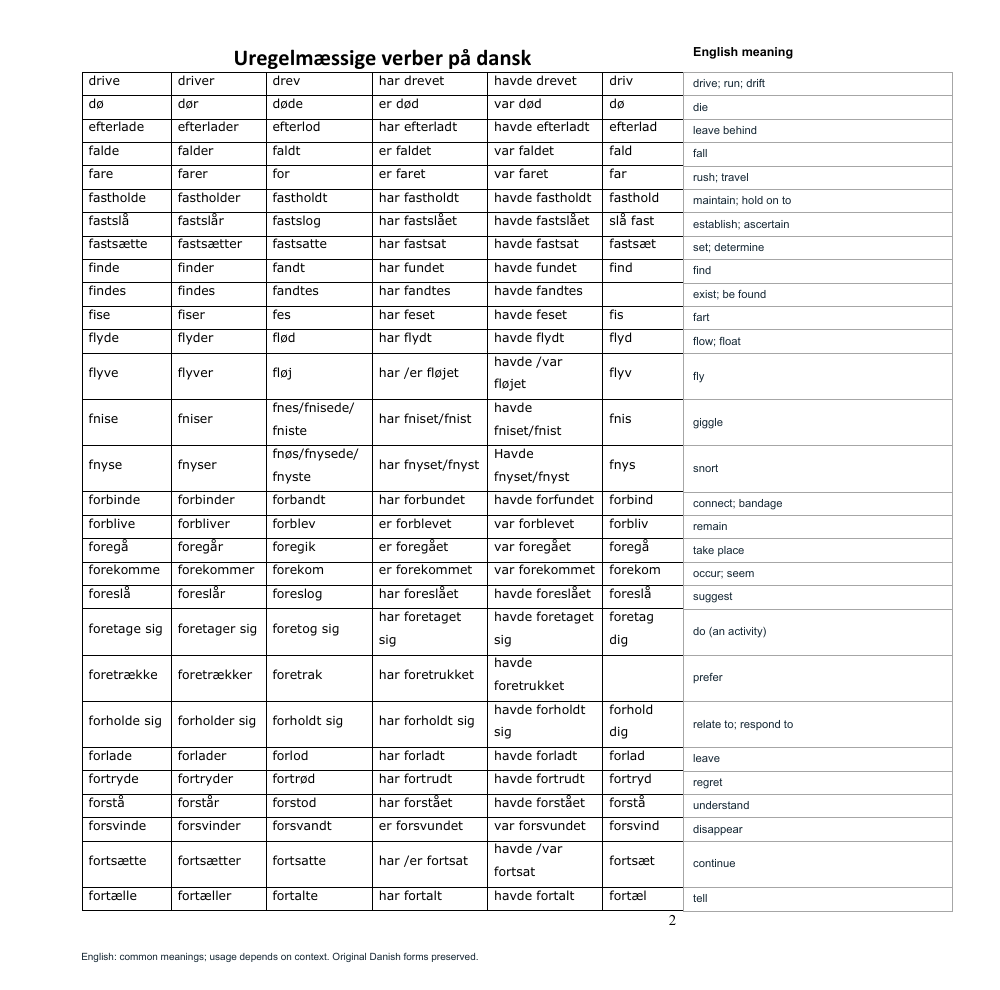 Uregelmæssige verber på dansk English meaning
drive driver drev har drevet havde drevet driv drive; run; drift
dø dør døde er død var død dø die
efterlade efterlader efterlod har efterladt havde efterladt efterlad leave behind
falde falder faldt er faldet var faldet fald fall
fare farer for er faret var faret far rush; travel
fastholde fastholder fastholdt har fastholdt havde fastholdt fasthold maintain; hold on to
fastslå fastslår fastslog har fastslået havde fastslået slå fast establish; ascertain
fastsætte fastsætter fastsatte har fastsat havde fastsat fastsæt set; determine
finde finder fandt har fundet havde fundet find find
findes findes fandtes har fandtes havde fandtes exist; be found
fise fiser fes har feset havde feset fis fart
flyde flyder flød har flydt havde flydt flyd flow; float
flyve flyver fløj har /er fløjet havde /var
fløjet flyv fly
fnise fniser fnes/fnisede/
fniste har fniset/fnist havde
fniset/fnist fnis giggle
fnyse fnyser fnøs/fnysede/
fnyste har fnyset/fnyst Havde
fnyset/fnyst fnys snort
forbinde forbinder forbandt har forbundet havde forfundet forbind connect; bandage
forblive forbliver forblev er forblevet var forblevet forbliv remain
foregå foregår foregik er foregået var foregået foregå take place
forekomme forekommer forekom er forekommet var forekommet forekom occur; seem
foreslå foreslår foreslog har foreslået havde foreslået foreslå suggest
foretage sig foretager sig foretog sig har foretaget
sig havde foretaget
sig foretag
dig do (an activity)
foretrække foretrækker foretrak har foretrukket havde
foretrukket prefer
forholde sig forholder sig forholdt sig har forholdt sig havde forholdt
sig forhold
dig relate to; respond to
forlade forlader forlod har forladt havde forladt forlad leave
fortryde fortryder fortrød har fortrudt havde fortrudt fortryd regret
forstå forstår forstod har forstået havde forstået forstå understand
forsvinde forsvinder forsvandt er forsvundet var forsvundet forsvind disappear
fortsætte fortsætter fortsatte har /er fortsat havde /var
fortsat fortsæt continue
fortælle fortæller fortalte har fortalt havde fortalt fortæl tell
2
English: common meanings; usage depends on context. Original Danish forms preserved.